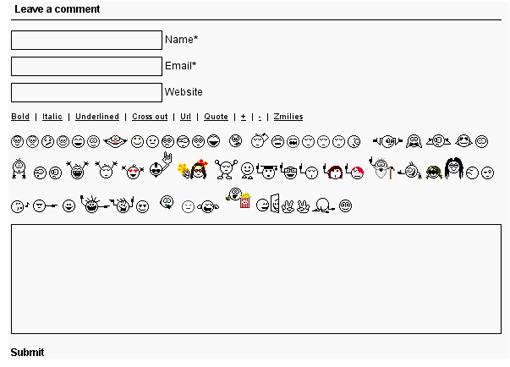 Leave a comment
Name*
Email*
Website
Bold | Italic | Underlined | Cross out | Url | Quote | + | - | Zmilies
Submit